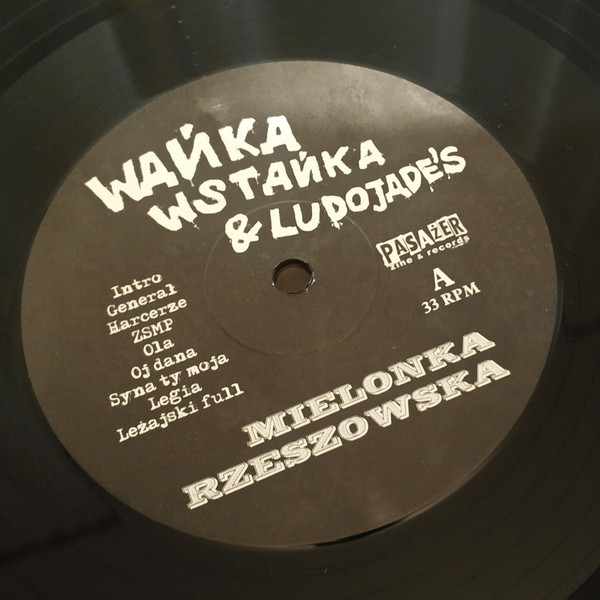 WAŃKA
WSTAŃKA
& LUDOJADE'S
PASAŻER
zine & records
A
33 RPM
Intro
Generał
Harcerze
ZSMP
Ola
Oj dana
Syna ty moja
Legia
Leżajski full
MIELONKA
RZESZOWSKA